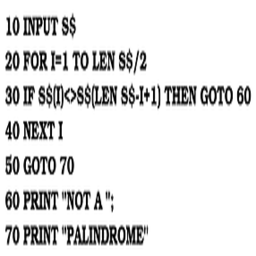 10 INPUT S$
20 FOR I=1 TO LEN S$/2
30 IF S$(I)<>S$(LEN S$-I+1) THEN GOTO 60
40 NEXT I
50 GOTO 70
60 PRINT "NOT A ";
70 PRINT "PALINDROME"